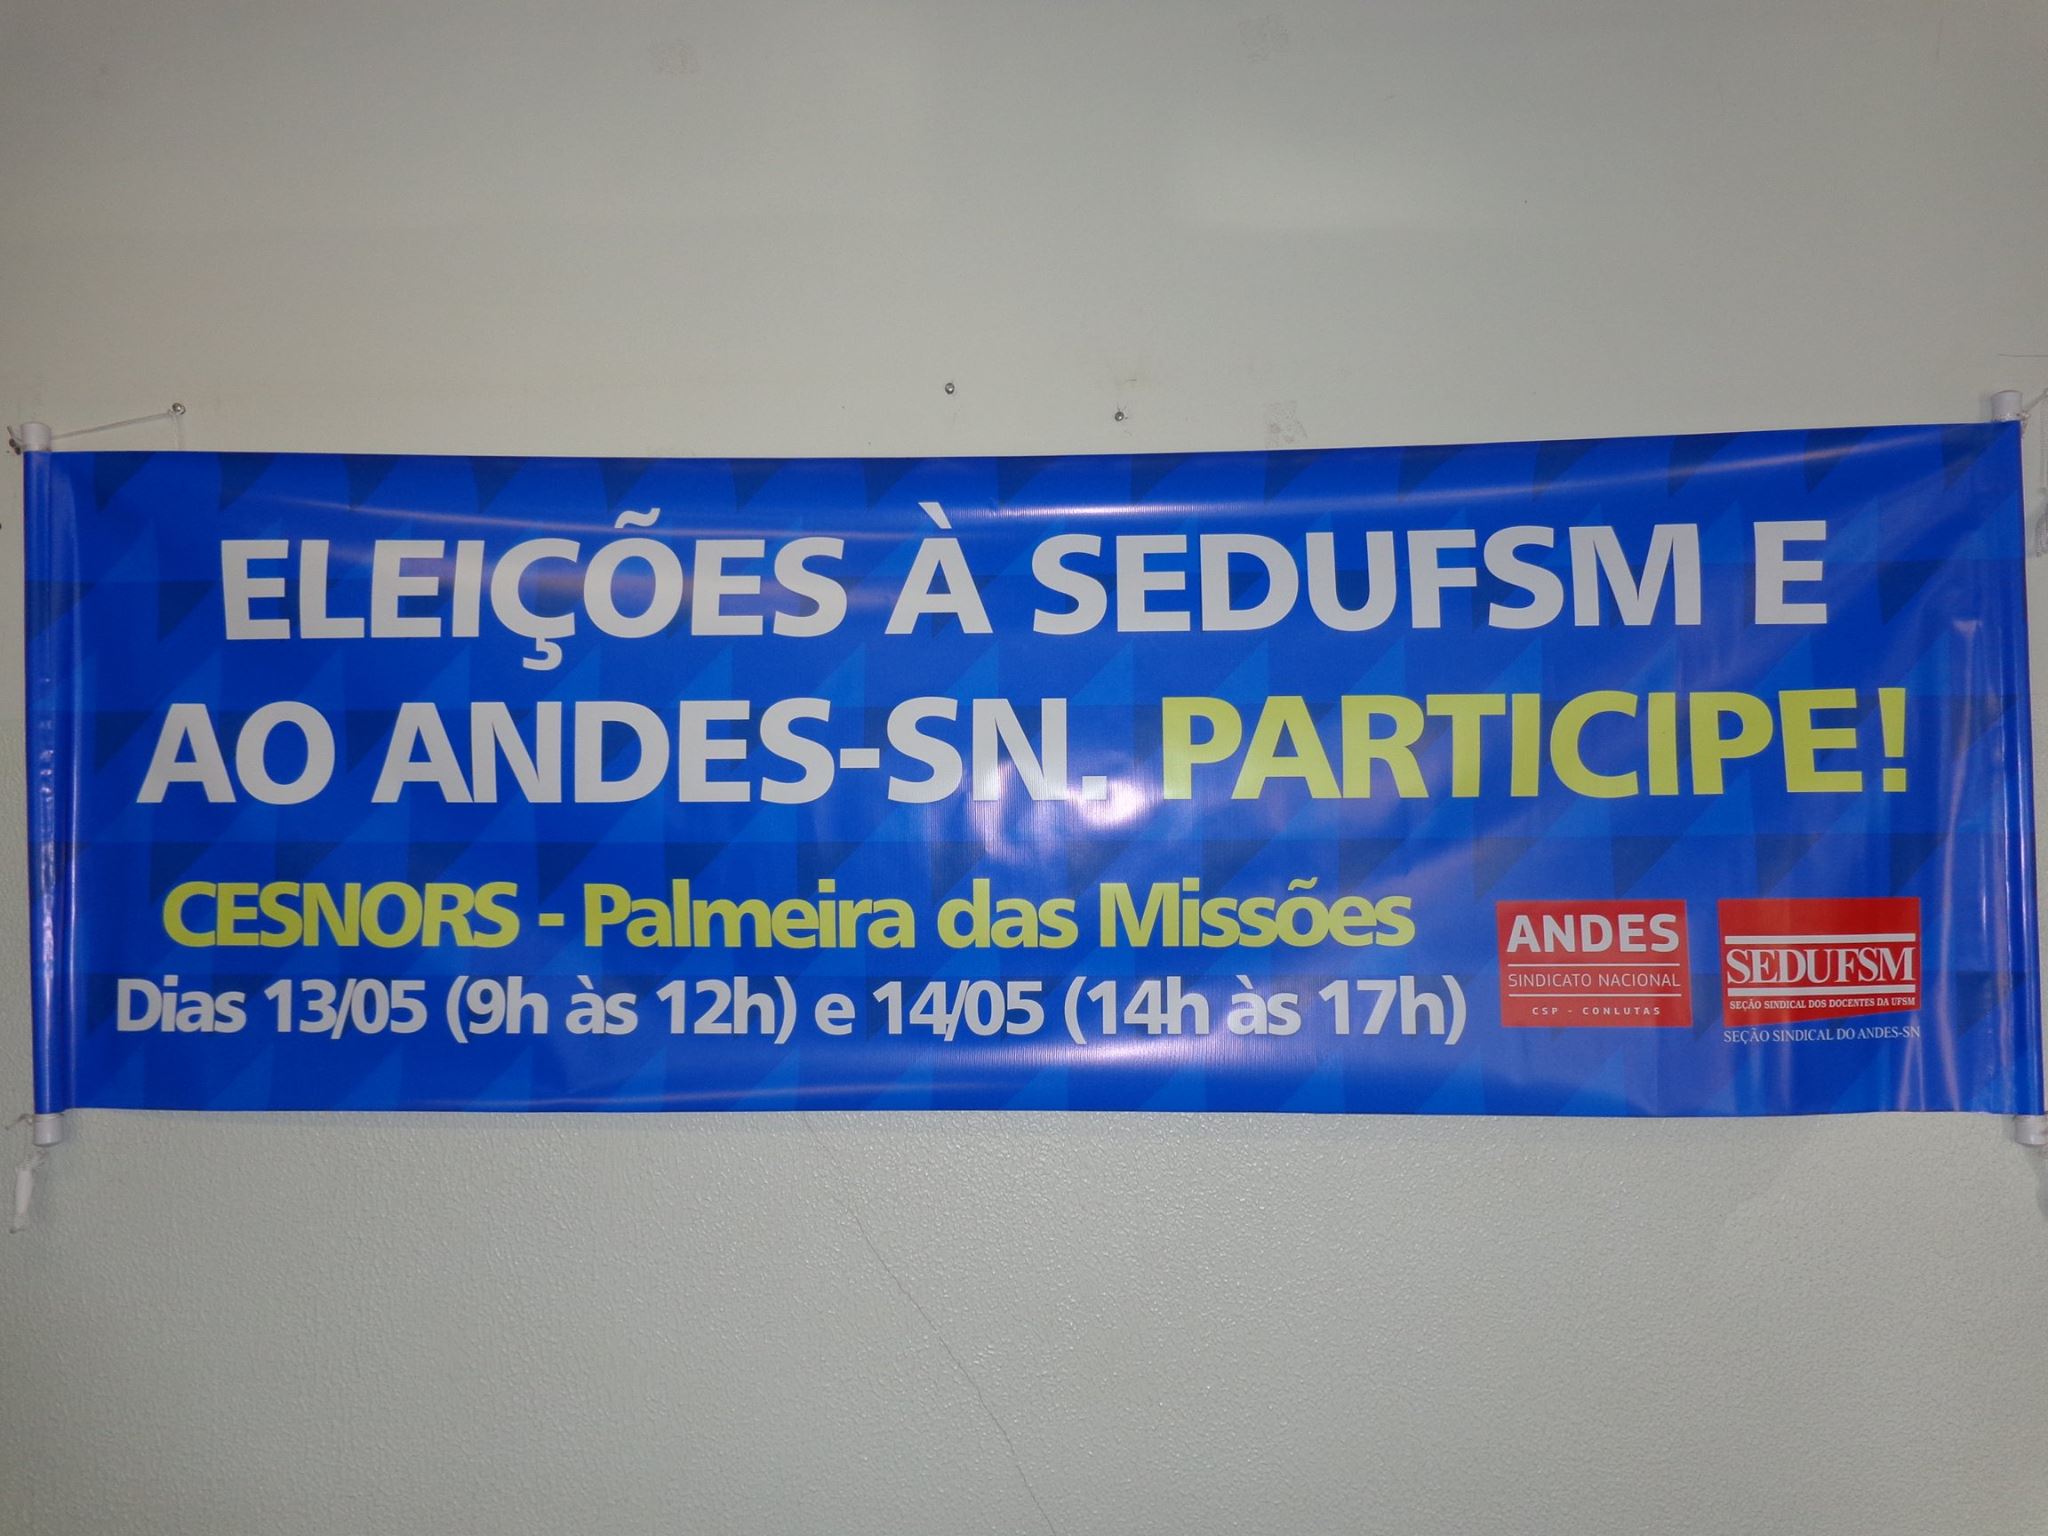 ELEIÇÕES À SEDUFSM E
AO ANDES-SN. PARTICIPE!
CESNORS - Palmeira das Missões
Dias 13/05 (9h às 12h) e 14/05 (14h às 17h)
ANDES
SINDICATO NACIONAL
CSP - CONLUTAS
SEDUFSM
SEÇÃO SINDICAL DOS DOCENTES DA UFSM
SEÇÃO SINDICAL DO ANDES-SN